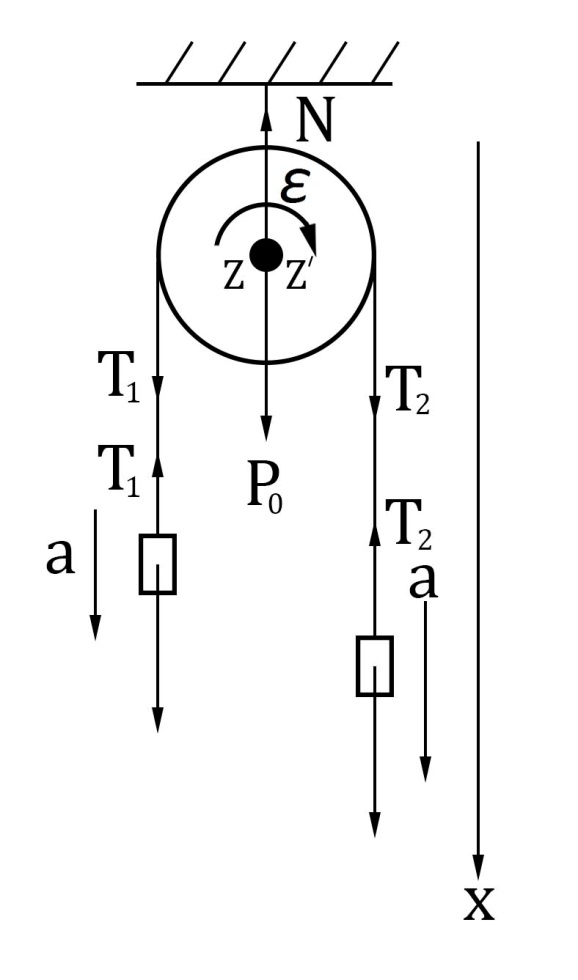 N
ε
Z Z′
T₁ T₂
T₁ P₀ T₂
a a
x